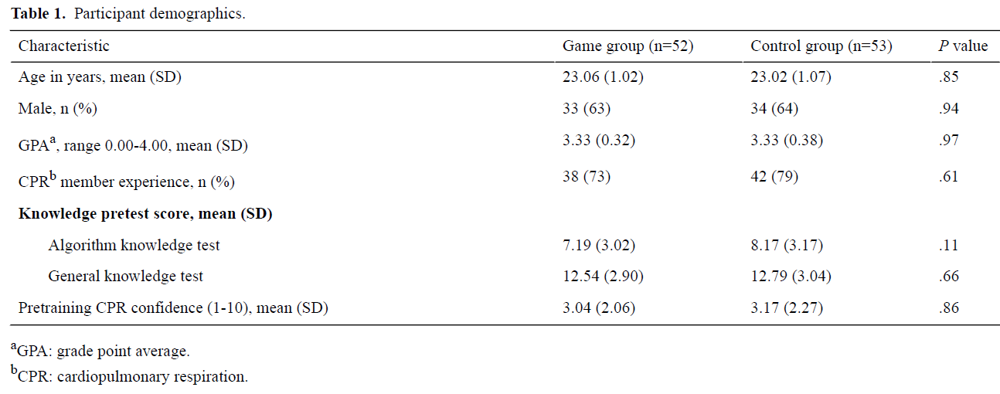 Table 1. Participant demographics.
Characteristic Game group (n=52) Control group (n=53) P value
Age in years, mean (SD) 23.06 (1.02) 23.02 (1.07) .85
Male, n (%) 33 (63) 34 (64) .94
GPAa, range 0.00-4.00, mean (SD) 3.33 (0.32) 3.33 (0.38) .97
CPRb member experience, n (%) 38 (73) 42 (79) .61
Knowledge pretest score, mean (SD)
Algorithm knowledge test 7.19 (3.02) 8.17 (3.17) .11
General knowledge test 12.54 (2.90) 12.79 (3.04) .66
Pretraining CPR confidence (1-10), mean (SD) 3.04 (2.06) 3.17 (2.27) .86
aGPA: grade point average.
bCPR: cardiopulmonary respiration.